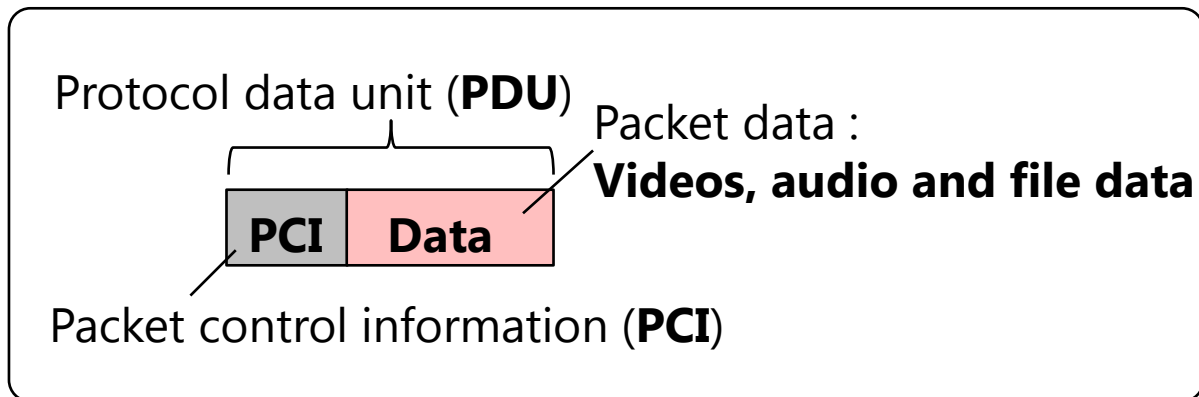 Protocol data unit (PDU)
Packet data :
Videos, audio and file data
PCI Data
Packet control information (PCI)